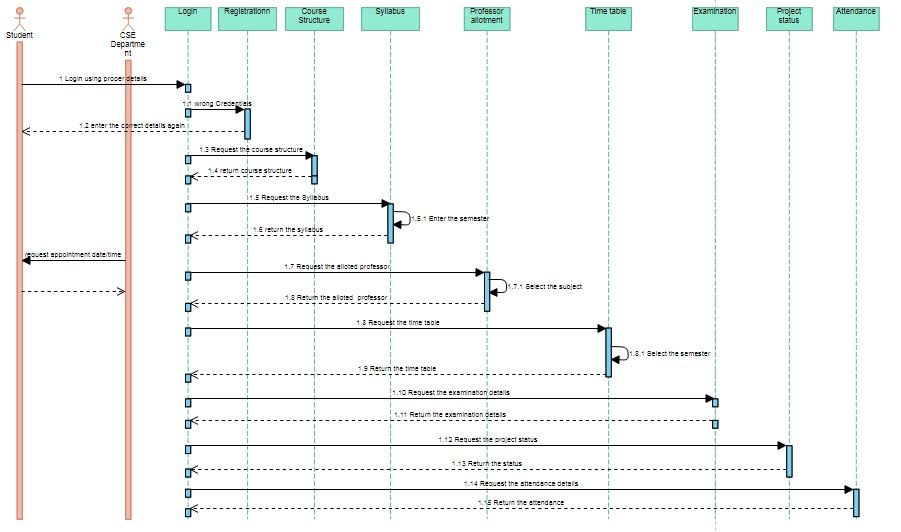 Student
CSE
Departme
nt
Login
Registrationn
Course
Structure
Syllabus
Professor
allotment
Time table
Examination
Project
status
Attendance
1 Login using proper details
1.1 wrong Credentials
1.2 enter the correct details again
1.3 Request the course structure
1.4 return course structure
1.5 Request the Syllabus
1.5.1 Enter the semester
1.6 return the syllabus
request appointment date/time
1.7 Request the alloted professor
1.7.1 Select the subject
1.8 Return the alloted professor
1.8 Request the time table
1.8.1 Select the semester
1.9 Return the time table
1.10 Request the examination details
1.11 Return the examination details
1.12 Request the project status
1.13 Return the status
1.14 Request the attendance details
1.15 Return the attendance